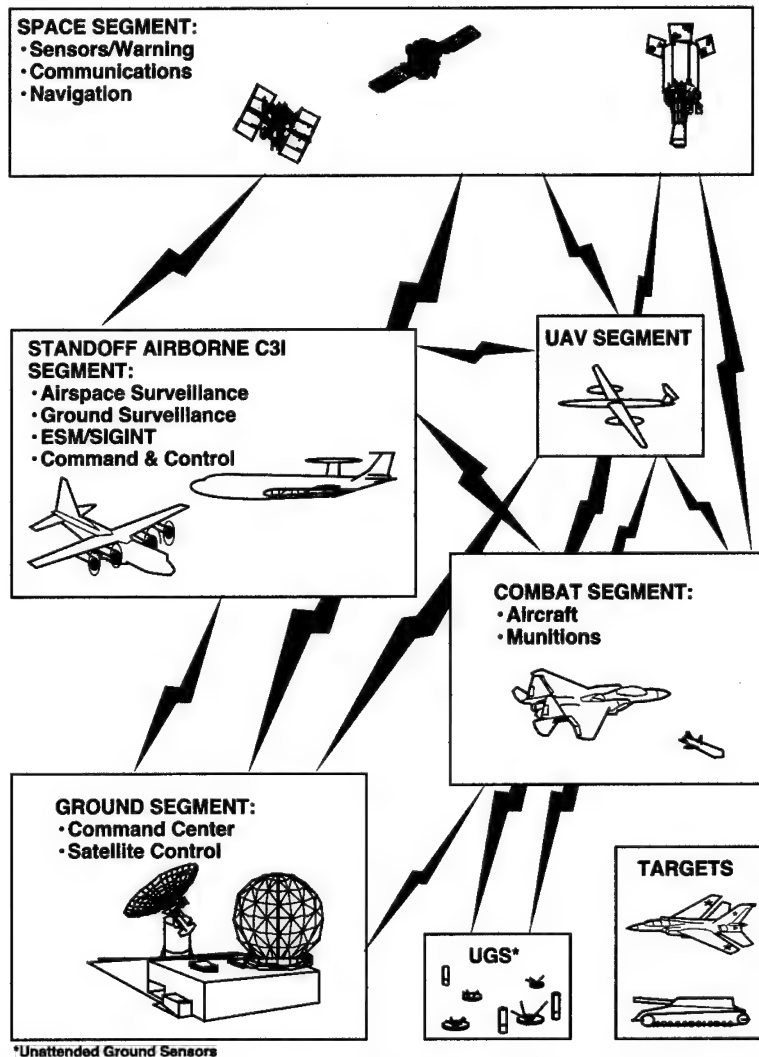 SPACE SEGMENT:
• Sensors/Warning
• Communications
• Navigation
STANDOFF AIRBORNE C3I
SEGMENT:
• Airspace Surveillance
• Ground Surveillance
• ESM/SIGINT
• Command & Control
UAV SEGMENT
COMBAT SEGMENT:
• Aircraft
• Munitions
GROUND SEGMENT:
• Command Center
• Satellite Control
UGS*
TARGETS
*Unattended Ground Sensors